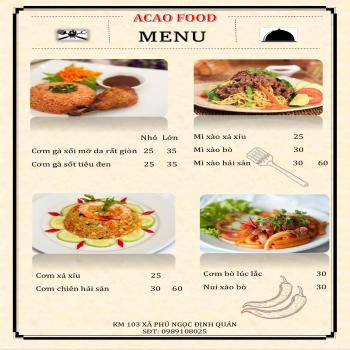 ACAO FOOD
MENU
Nhỏ Lớn
Cơm gà xối mỡ da rất giòn 25 35
Cơm gà sốt tiêu đen 25 35
Mì xào xá xíu 25
Mì xào bò 30
Mì xào hải sản 30 60
Cơm xá xíu 25
Cơm chiên hải sản 30 60
Cơm bò lúc lắc 30
Nui xào bò 30
KM 103 XÃ PHÚ NGỌC ĐỊNH QUÁN
SĐT: 0989108025